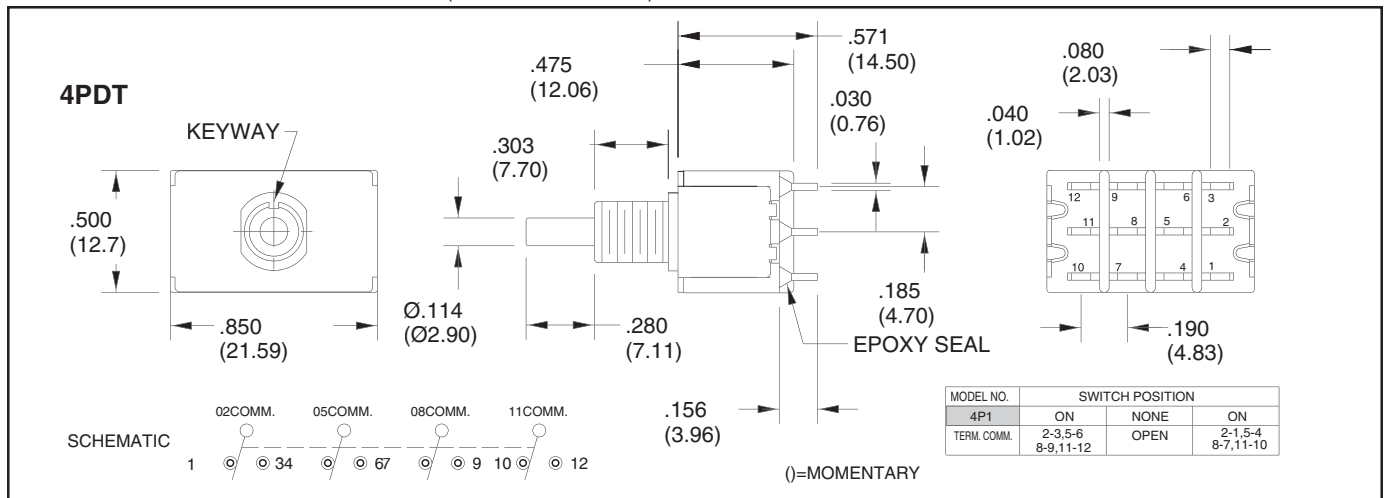 4PDT
KEYWAY
.500
(12.7)
.850
(21.59)
.475
(12.06)
.303
(7.70)
Ø.114
(Ø2.90)
.280
(7.11)
.571
(14.50)
.030
(0.76)
.185
(4.70)
EPOXY SEAL
.156
(3.96)
.080
(2.03)
.040
(1.02)
12 9 6 3
11 8 5 2
10 7 4 1
.190
(4.83)
SCHEMATIC
02COMM. 05COMM. 08COMM. 11COMM.
1 34 67 9 10 12
()=MOMENTARY
MODEL NO. SWITCH POSITION
4P1 ON NONE ON
TERM. COMM. 2-3,5-6 OPEN 2-1,5-4
8-9,11-12 8-7,11-10